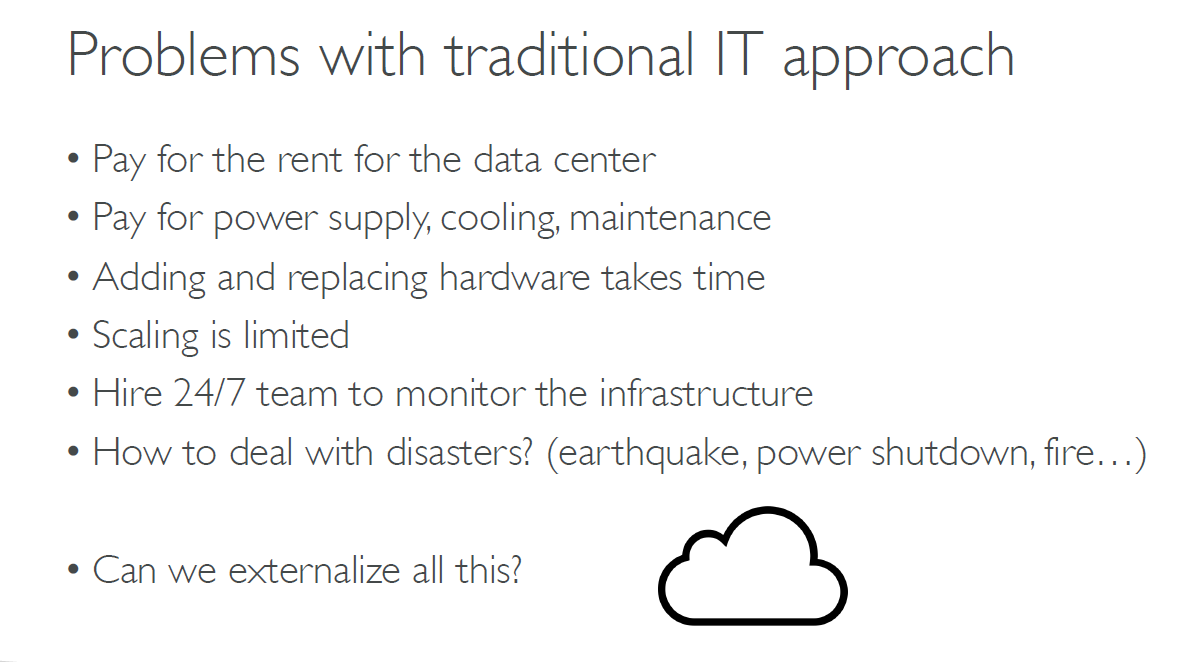 Problems with traditional IT approach
• Pay for the rent for the data center
• Pay for power supply, cooling, maintenance
• Adding and replacing hardware takes time
• Scaling is limited
• Hire 24/7 team to monitor the infrastructure
• How to deal with disasters? (earthquake, power shutdown, fire…)
• Can we externalize all this?